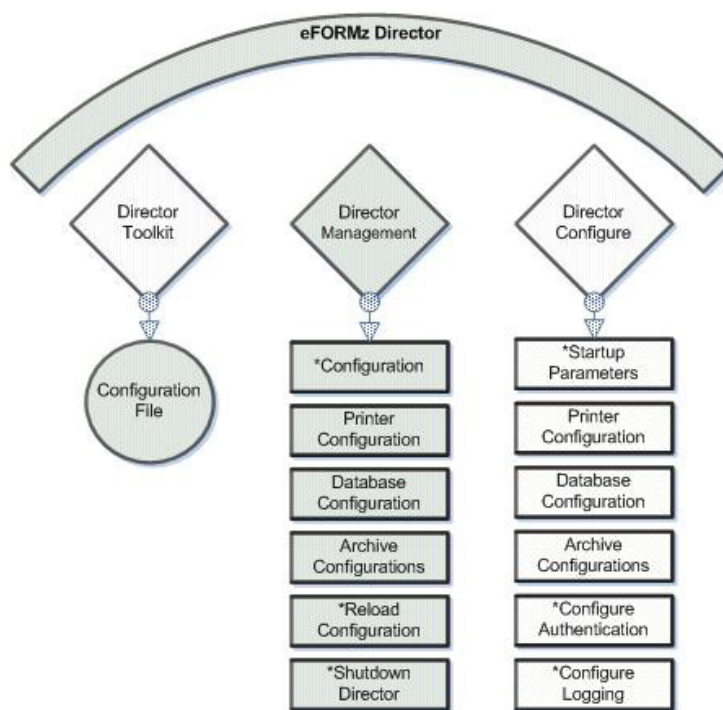 eFORMz Director
Director
Toolkit
Director
Management
Director
Configure
Configuration
File
*Configuration
Printer
Configuration
Database
Configuration
Archive
Configurations
*Reload
Configuration
*Shutdown
Director
*Startup
Parameters
Printer
Configuration
Database
Configuration
Archive
Configurations
*Configure
Authentication
*Configure
Logging